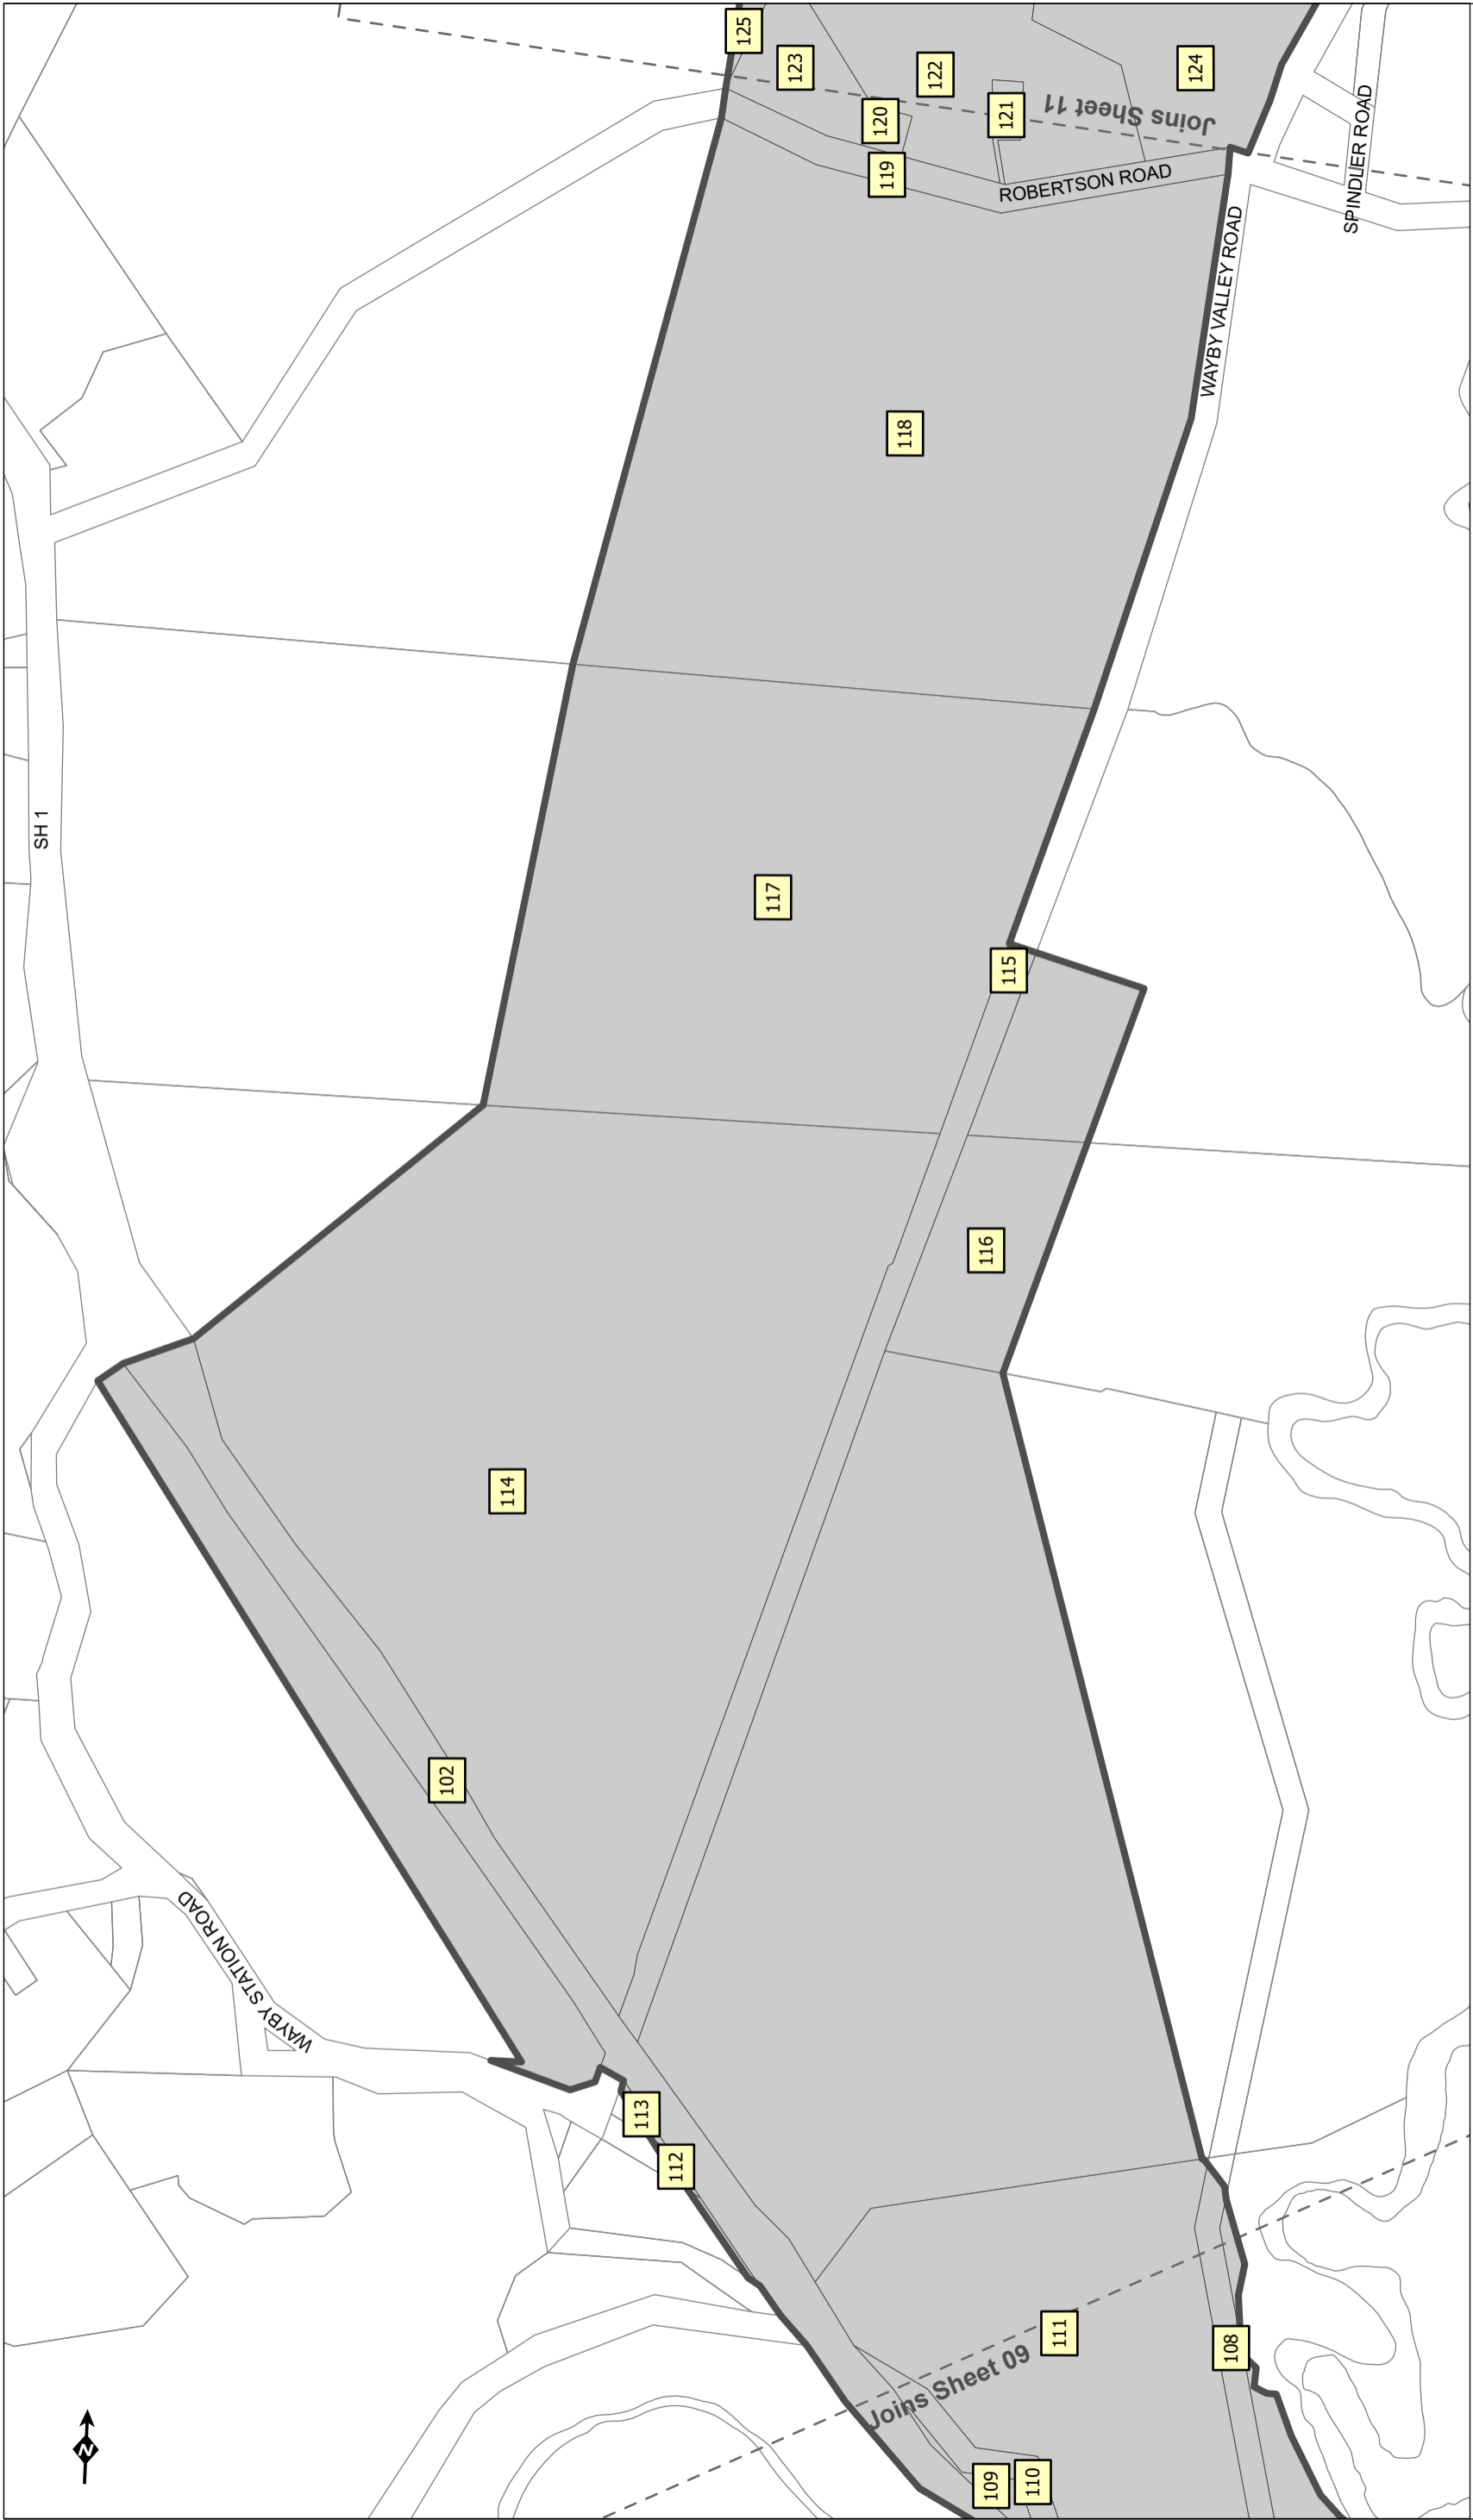 125
123
122
124
120
121
119
Joins Sheet 11
ROBERTSON ROAD
SPINDLER ROAD
WAYBY VALLEY ROAD
118
SH 1
117
115
116
114
102
WAYBY STATION ROAD
113
112
111
108
Joins Sheet 09
109
110
N